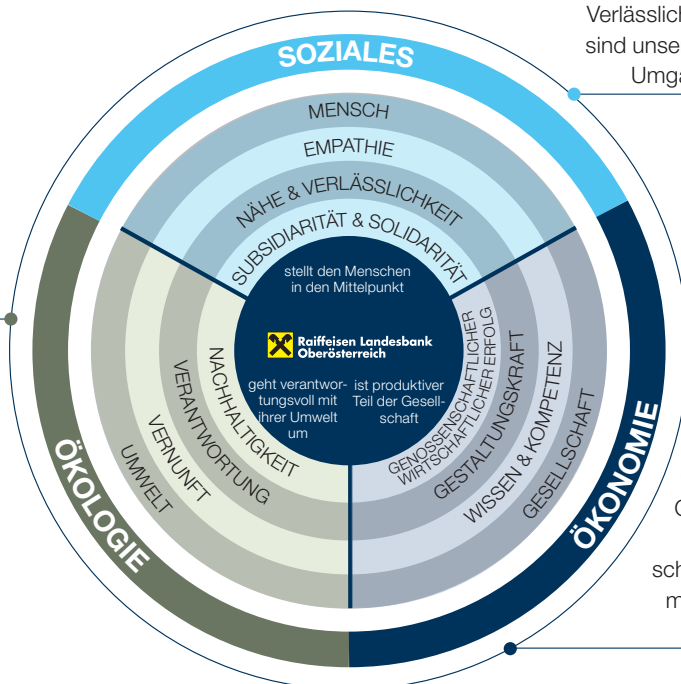 Verlässlich
sind unse
Umga
SOZIALES
MENSCH
EMPATHIE
NÄHE & VERLÄSSLICHKEIT
SUBSIDIARITÄT & SOLIDARITÄT
stellt den Menschen
in den Mittelpunkt
Raiffeisen Landesbank
Oberösterreich
geht verantwor-
tungsvoll mit
ihrer Umwelt
um
ist produktiver
Teil der Gesell-
schaft
NACHHALTIGKEIT
VERANTWORTUNG
VERNUNFT
UMWELT
ÖKOLOGIE
GENOSSENSCHAFTLICHER
WIRTSCHAFTLICHER ERFOLG
GESTALTUNGSKRAFT
WISSEN & KOMPETENZ
GESELLSCHAFT
ÖKONOMIE
sch
m